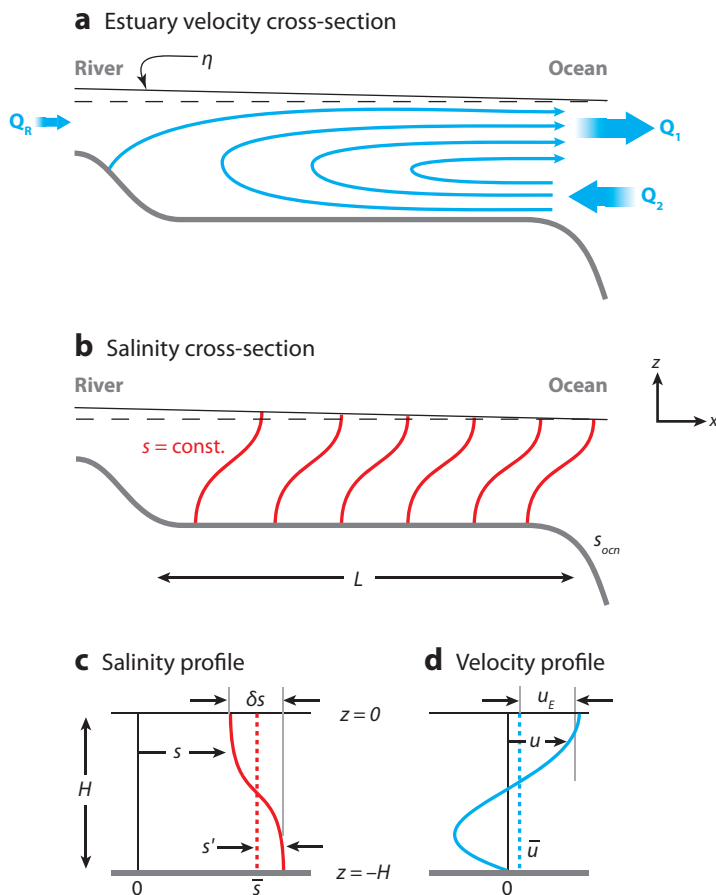 a Estuary velocity cross-section
River η Ocean
Q_R Q_1
Q_2
b Salinity cross-section
River Ocean
z
x
s = const.
s_ocn
L
c Salinity profile d Velocity profile
δs u_E
z = 0
s u
H
s' u̅
z = –H
0 s̅ 0